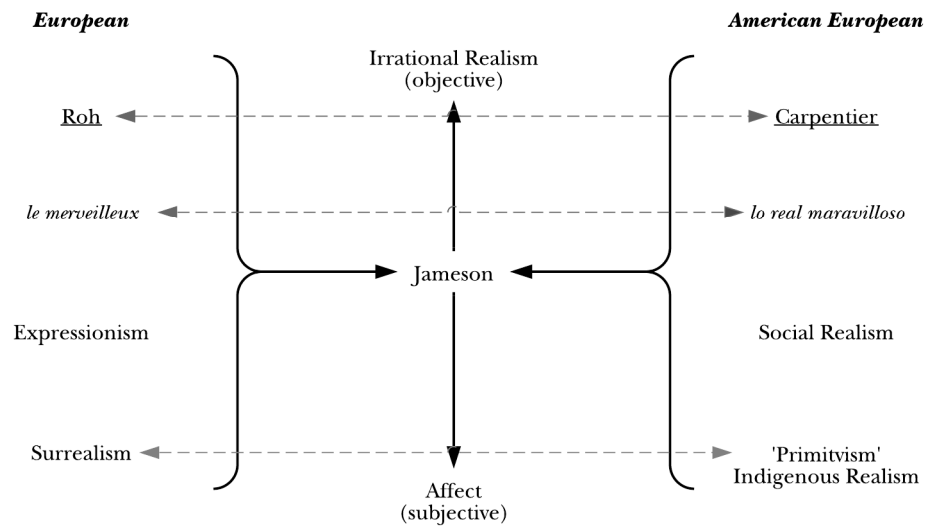 European
American European
Irrational Realism
(objective)
Roh
Carpentier
le merveilleux
lo real maravilloso
Jameson
Expressionism
Social Realism
Surrealism
'Primitvism'
Indigenous Realism
Affect
(subjective)